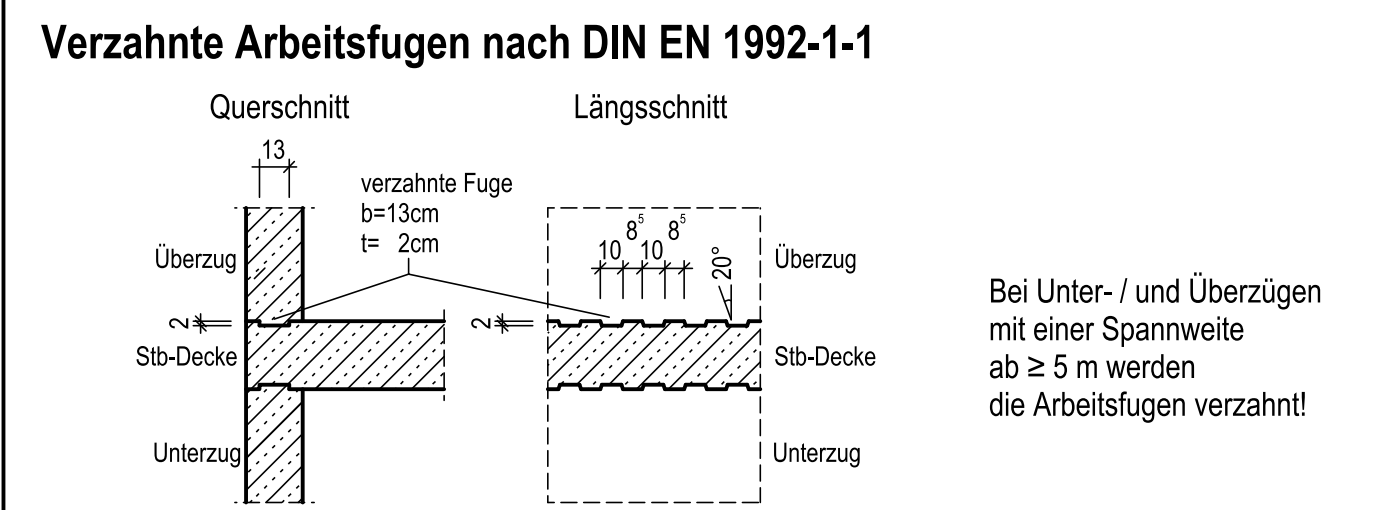 Verzahnte Arbeitsfugen nach DIN EN 1992-1-1
Querschnitt
Längsschnitt
13
verzahnte Fuge
b=13cm
t= 2cm
10 8⁵ 10 8⁵
20°
Überzug
Überzug
2
2
Stb-Decke
Stb-Decke
Unterzug
Unterzug
Bei Unter- / und Überzügen
mit einer Spannweite
ab ≥ 5 m werden
die Arbeitsfugen verzahnt!